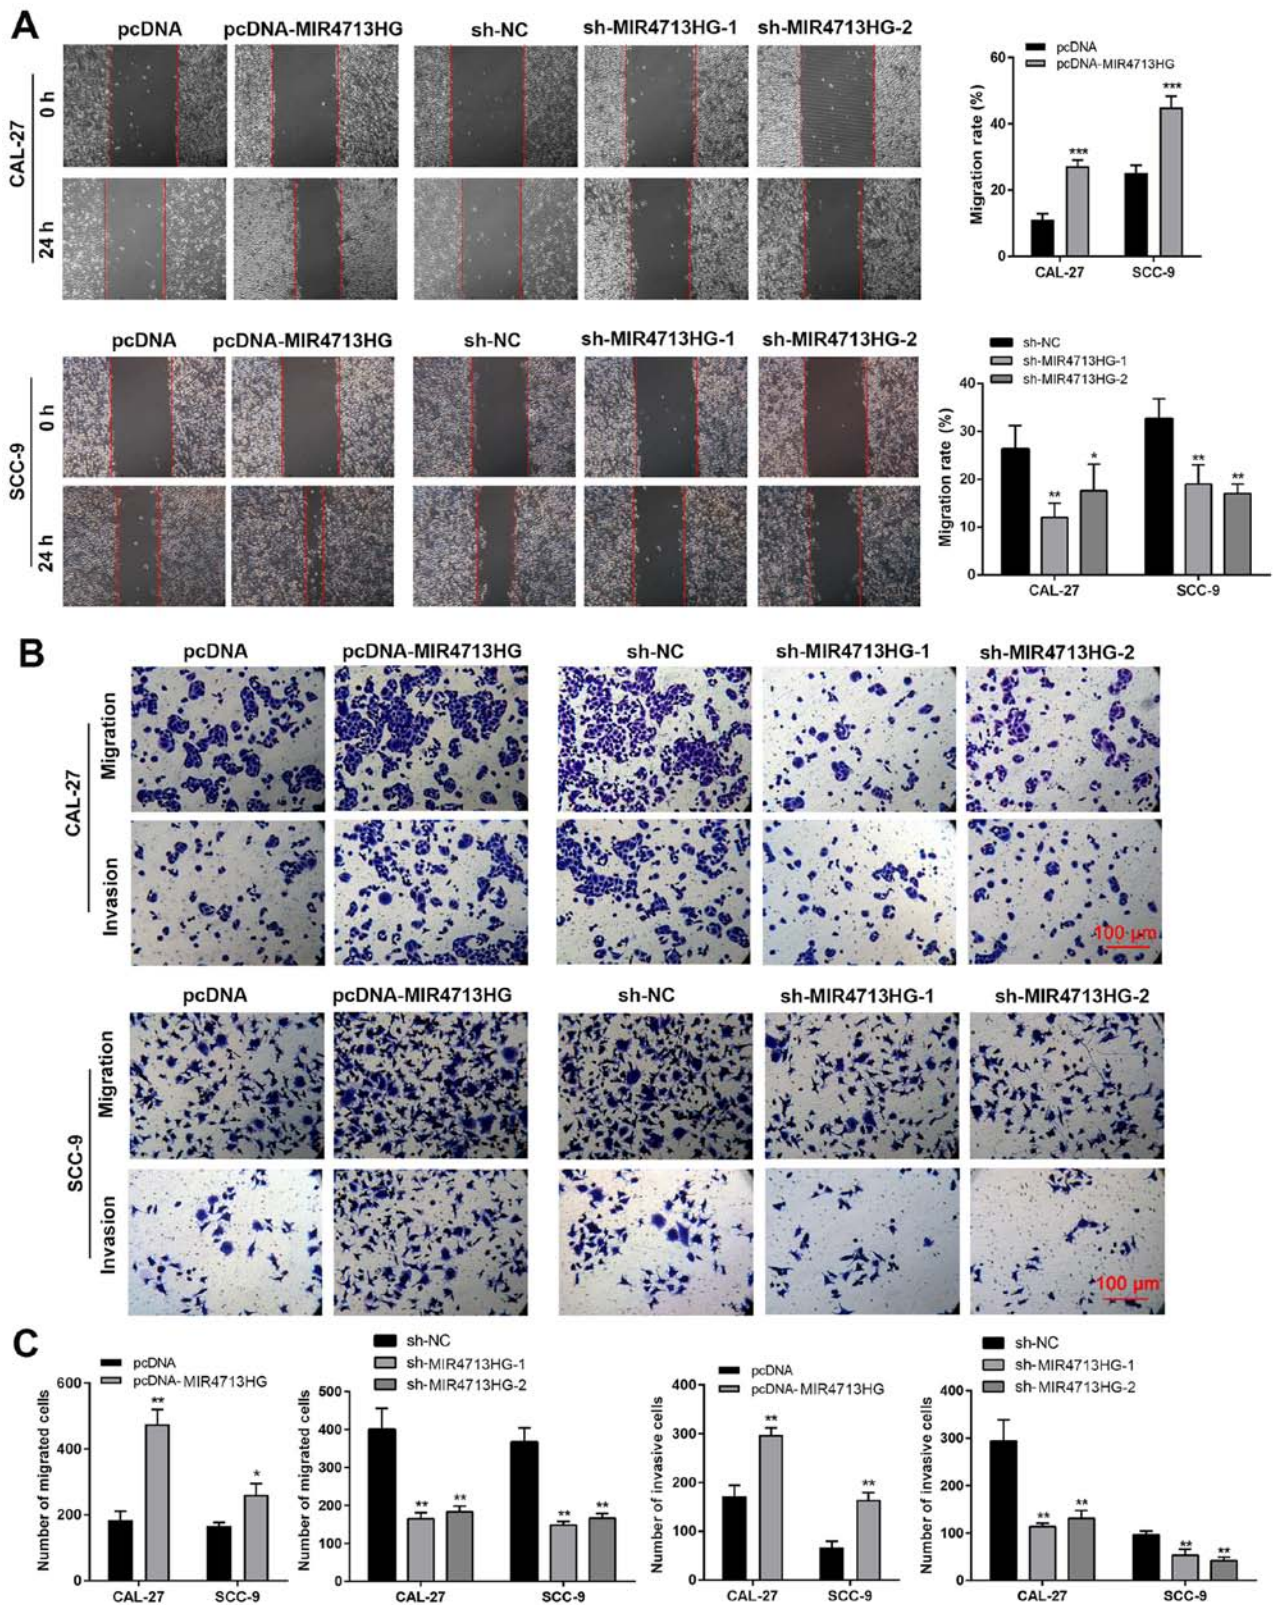 A
pcDNA pcDNA-MIR4713HG sh-NC sh-MIR4713HG-1 sh-MIR4713HG-2
CAL-27
0 h
24 h
pcDNA
pcDNA-MIR4713HG
Migration rate (%)
60
40
20
0
***
***
CAL-27 SCC-9
pcDNA pcDNA-MIR4713HG sh-NC sh-MIR4713HG-1 sh-MIR4713HG-2
SCC-9
0 h
24 h
sh-NC
sh-MIR4713HG-1
sh-MIR4713HG-2
Migration rate (%)
40
30
20
10
0
**
*
**
**
CAL-27 SCC-9
B
pcDNA pcDNA-MIR4713HG sh-NC sh-MIR4713HG-1 sh-MIR4713HG-2
CAL-27
Migration
Invasion
100 μm
pcDNA pcDNA-MIR4713HG sh-NC sh-MIR4713HG-1 sh-MIR4713HG-2
SCC-9
Migration
Invasion
100 μm
C
pcDNA
pcDNA-MIR4713HG
Number of migrated cells
600
400
200
0
**
*
CAL-27 SCC-9
sh-NC
sh-MIR4713HG-1
sh-MIR4713HG-2
Number of migrated cells
500
400
300
200
100
0
** **
** **
CAL-27 SCC-9
pcDNA
pcDNA-MIR4713HG
Number of invasive cells
400
300
200
100
0
**
**
CAL-27 SCC-9
sh-NC
sh-MIR4713HG-1
sh-MIR4713HG-2
Number of invasive cells
400
300
200
100
0
** **
** **
CAL-27 SCC-9